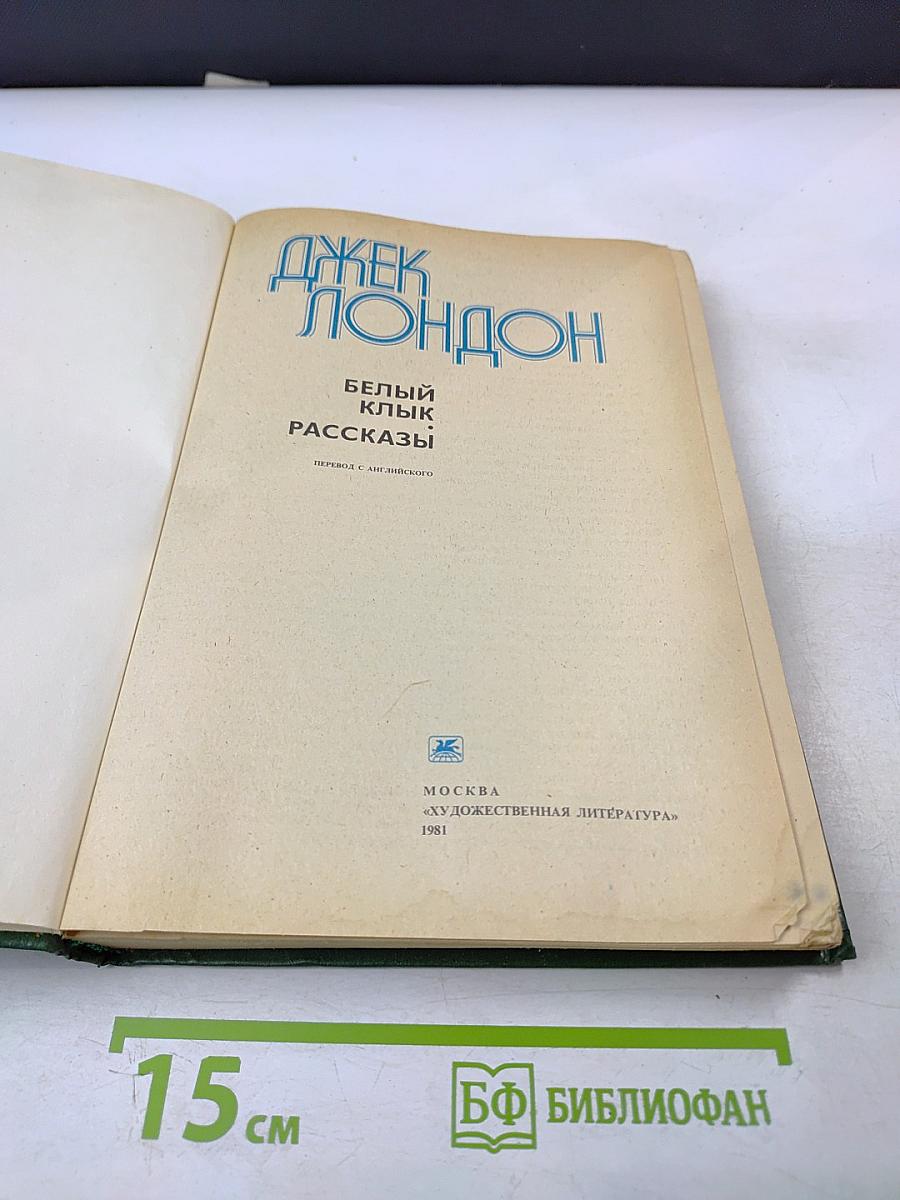 ДЖЕК
ЛОНДОН
БЕЛЫЙ
КЛЫК
·
РАССКАЗЫ
ПЕРЕВОД С АНГЛИЙСКОГО
МОСКВА
«ХУДОЖЕСТВЕННАЯ ЛИТЕРАТУРА»
1981
15 см
БФ БИБЛИОФАН